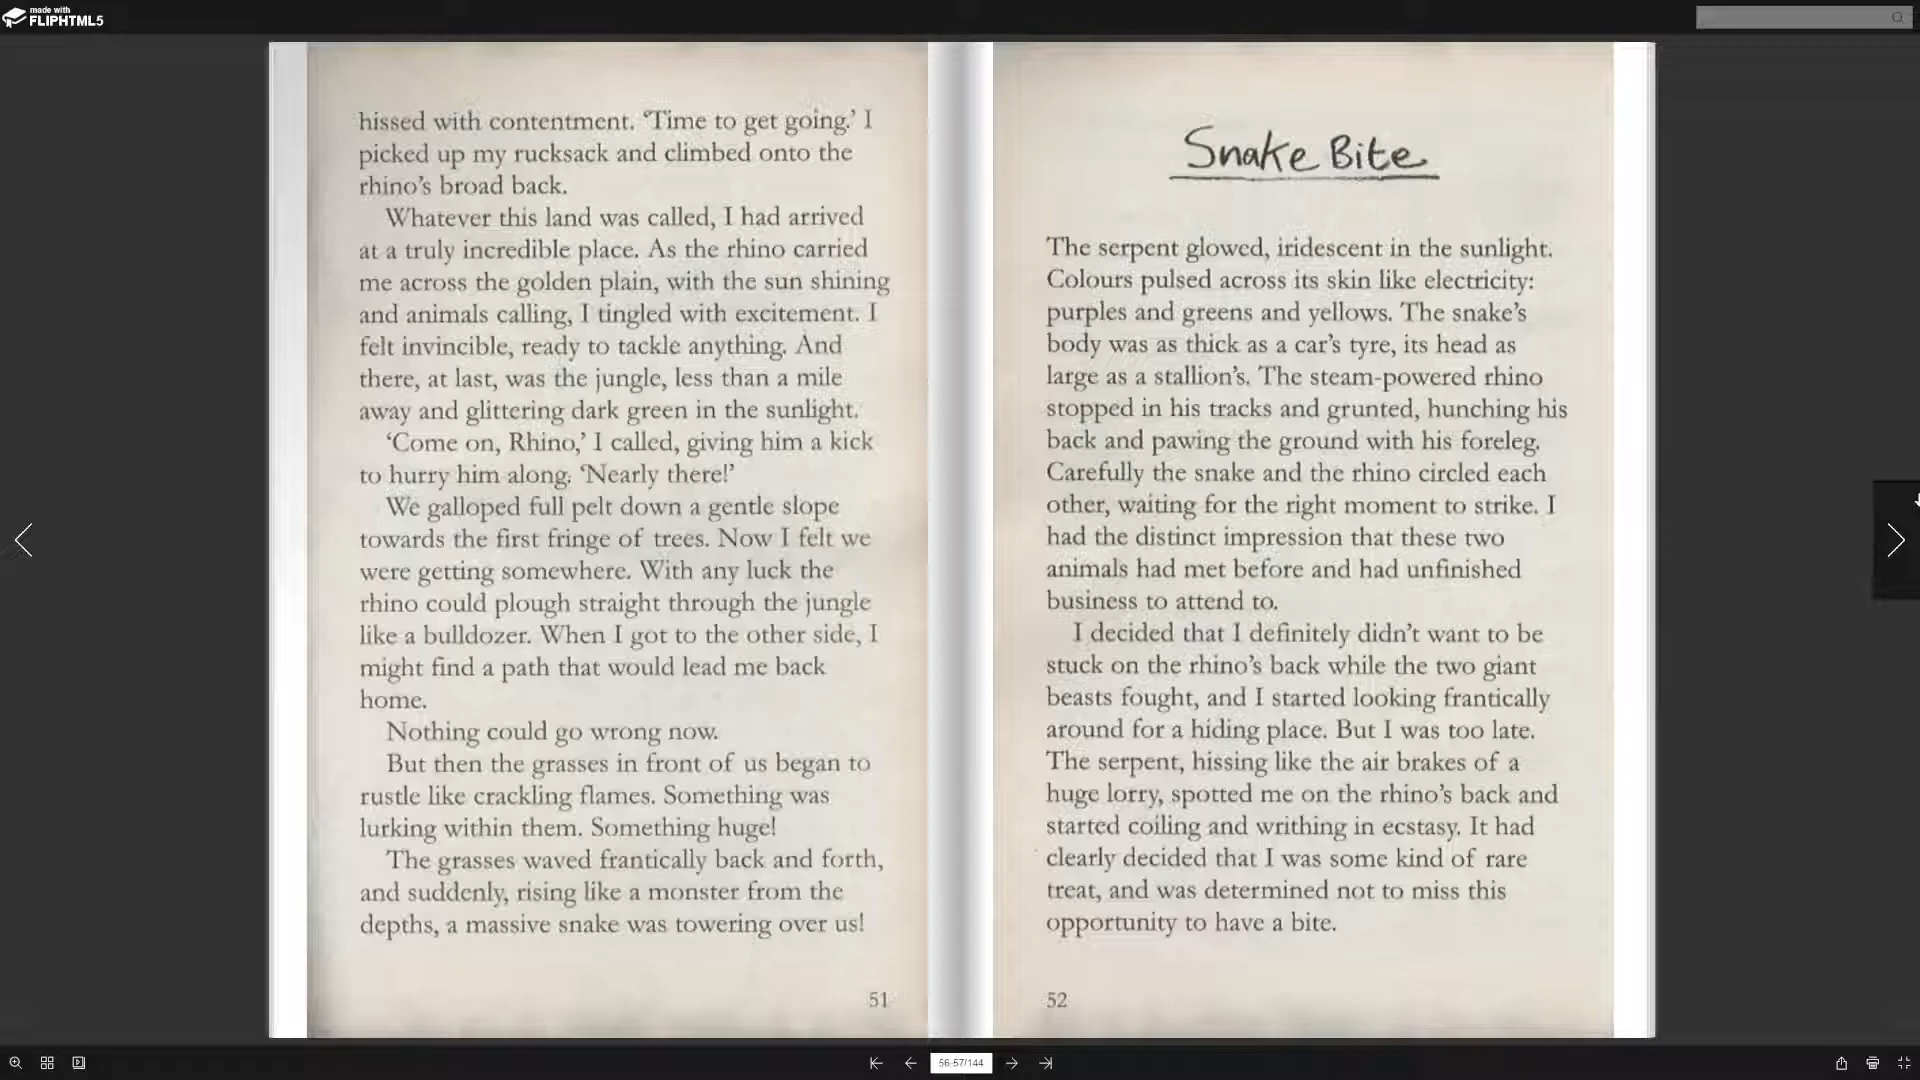 made with
FLIPHTML5
hissed with contentment. ‘Time to get going.’ I
picked up my rucksack and climbed onto the
rhino’s broad back.
Whatever this land was called, I had arrived
at a truly incredible place. As the rhino carried
me across the golden plain, with the sun shining
and animals calling, I tingled with excitement. I
felt invincible, ready to tackle anything. And
there, at last, was the jungle, less than a mile
away and glittering dark green in the sunlight.
‘Come on, Rhino,’ I called, giving him a kick
to hurry him along. ‘Nearly there!’
We galloped full pelt down a gentle slope
towards the first fringe of trees. Now I felt we
were getting somewhere. With any luck the
rhino could plough straight through the jungle
like a bulldozer. When I got to the other side, I
might find a path that would lead me back
home.
Nothing could go wrong now.
But then the grasses in front of us began to
rustle like crackling flames. Something was
lurking within them. Something huge!
The grasses waved frantically back and forth,
and suddenly, rising like a monster from the
depths, a massive snake was towering over us!
51
Snake Bite
The serpent glowed, iridescent in the sunlight.
Colours pulsed across its skin like electricity:
purples and greens and yellows. The snake’s
body was as thick as a car’s tyre, its head as
large as a stallion’s. The steam-powered rhino
stopped in his tracks and grunted, hunching his
back and pawing the ground with his foreleg.
Carefully the snake and the rhino circled each
other, waiting for the right moment to strike. I
had the distinct impression that these two
animals had met before and had unfinished
business to attend to.
I decided that I definitely didn’t want to be
stuck on the rhino’s back while the two giant
beasts fought, and I started looking frantically
around for a hiding place. But I was too late.
The serpent, hissing like the air brakes of a
huge lorry, spotted me on the rhino’s back and
started coiling and writhing in ecstasy. It had
clearly decided that I was some kind of rare
treat, and was determined not to miss this
opportunity to have a bite.
52
56-57/144